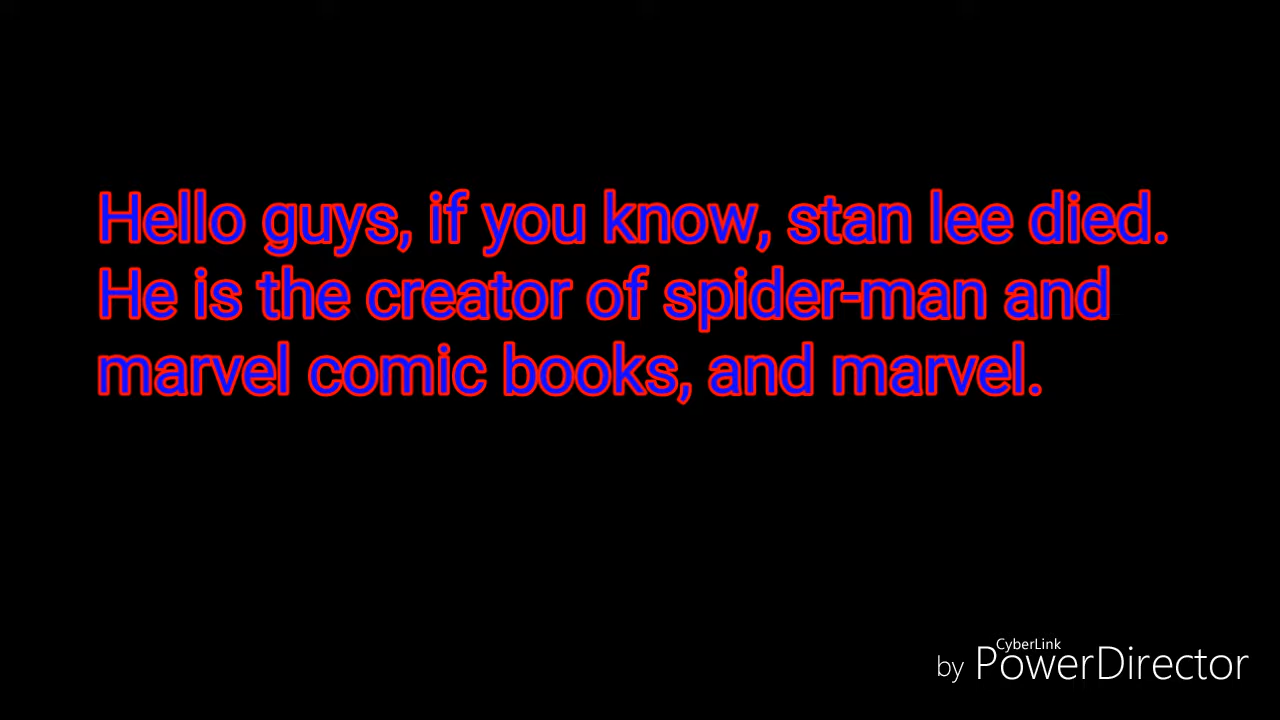 Hello guys, if you know, stan lee died.
He is the creator of spider-man and
marvel comic books, and marvel.
CyberLink
by PowerDirector